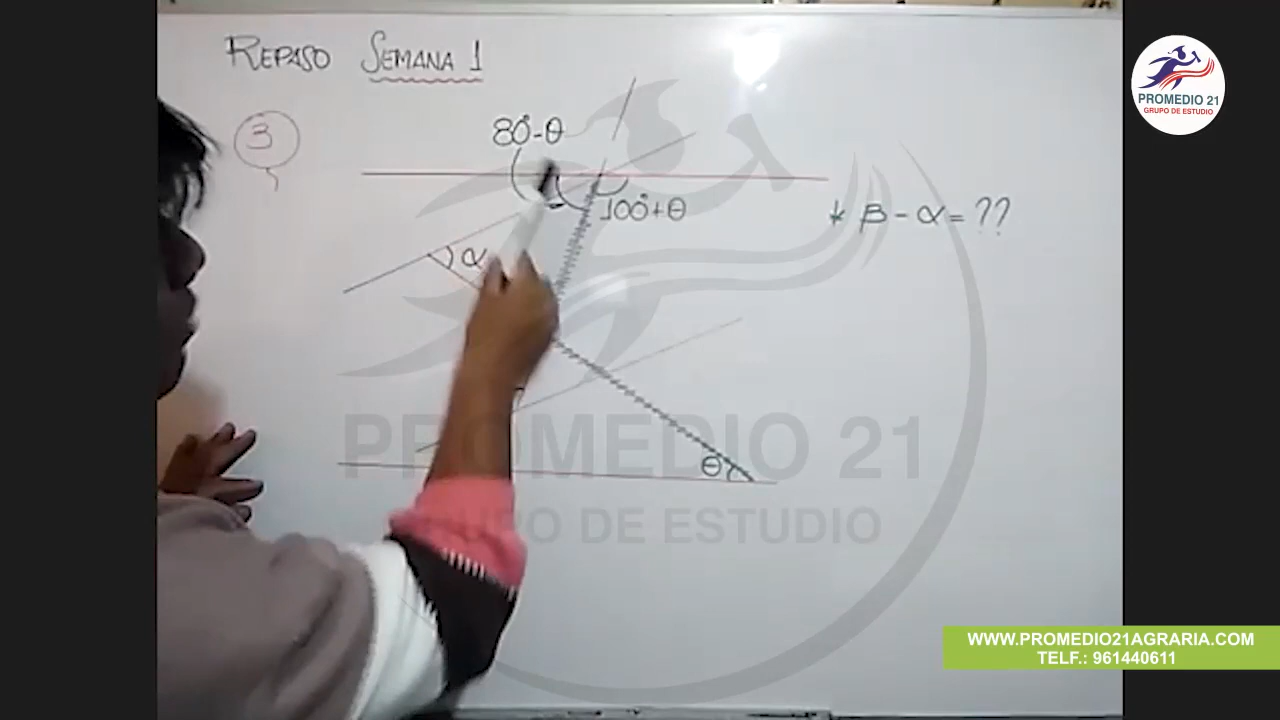 REPASO SEMANA 1
PROMEDIO 21
GRUPO DE ESTUDIO
3
80°-θ
100°+θ
* β - α = ??
α
PROMEDIO 21
θ
GRUPO DE ESTUDIO
WWW.PROMEDIO21AGRARIA.COM
TELF.: 961440611